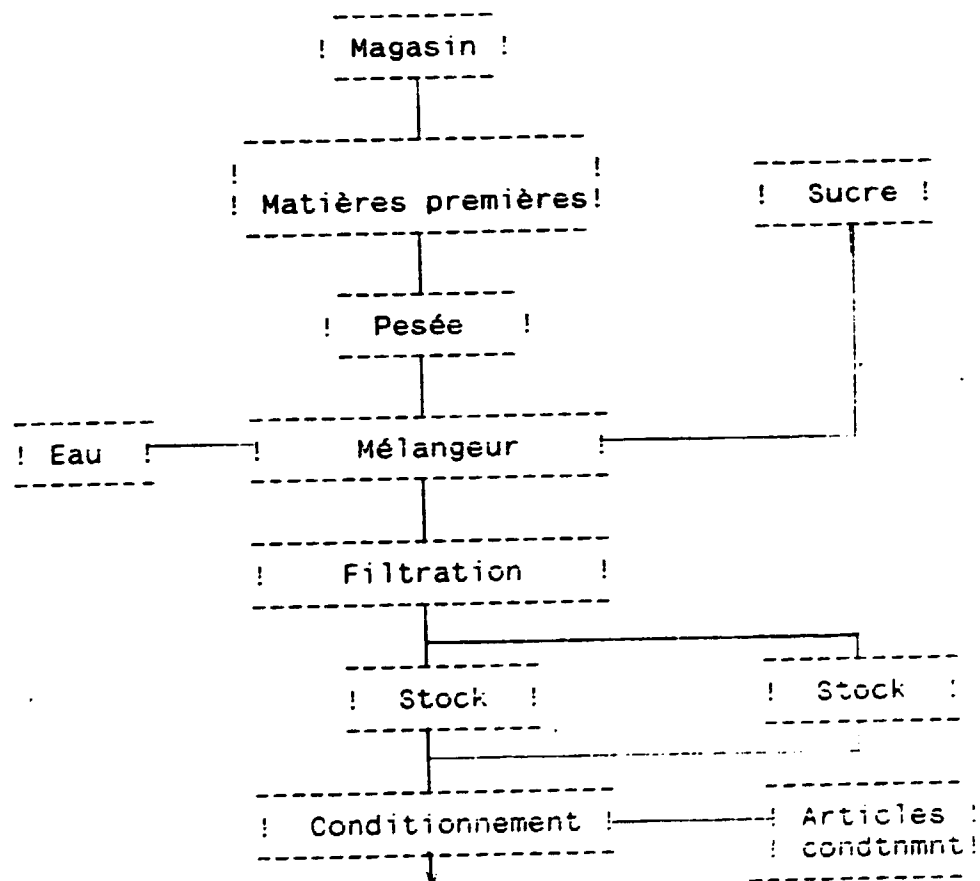 ! Magasin !
! Matières premières!
! Sucre !
! Pesée !
! Eau !
! Mélangeur !
! Filtration !
! Stock !
! Stock !
! Conditionnement !
! Articles !
! condtnmnt!